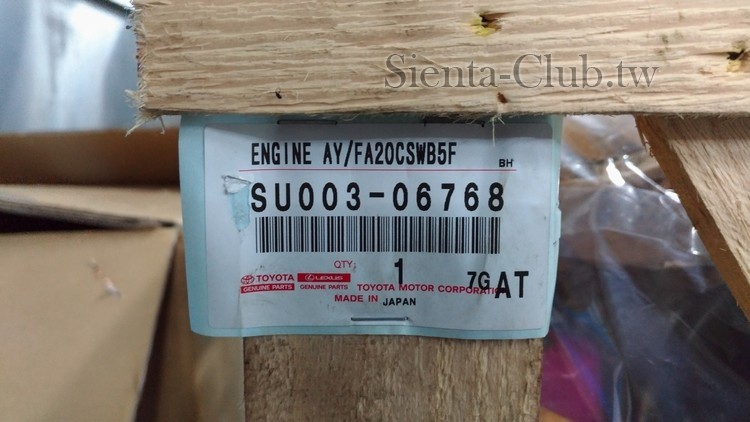 Sienta-Club.tw
ENGINE AY/FA20CSWB5F
BH
SU003-06768
QTY. 1
TOYOTA LEXUS
GENUINE PARTS GENUINE PARTS
TOYOTA MOTOR CORPORATION
7G AT
MADE IN JAPAN